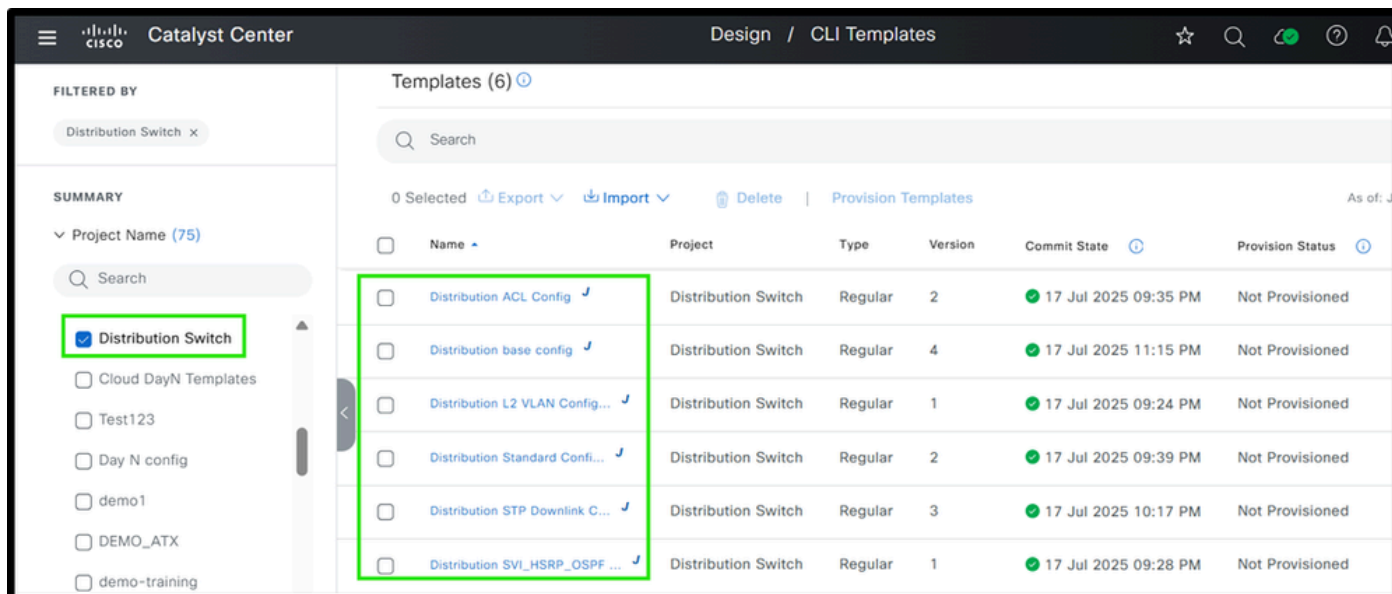 CISCO Catalyst Center Design / CLI Templates
FILTERED BY
Distribution Switch ×
SUMMARY
Project Name (75)
Search
Distribution Switch
Cloud DayN Templates
Test123
Day N config
demo1
DEMO_ATX
demo-training
Templates (6)
Search
0 Selected Export Import Delete | Provision Templates As of: J
Name Project Type Version Commit State Provision Status
Distribution ACL Config J Distribution Switch Regular 2 17 Jul 2025 09:35 PM Not Provisioned
Distribution base config J Distribution Switch Regular 4 17 Jul 2025 11:15 PM Not Provisioned
Distribution L2 VLAN Config... J Distribution Switch Regular 1 17 Jul 2025 09:24 PM Not Provisioned
Distribution Standard Confi... J Distribution Switch Regular 2 17 Jul 2025 09:39 PM Not Provisioned
Distribution STP Downlink C... J Distribution Switch Regular 3 17 Jul 2025 10:17 PM Not Provisioned
Distribution SVI_HSRP_OSPF ... J Distribution Switch Regular 1 17 Jul 2025 09:28 PM Not Provisioned